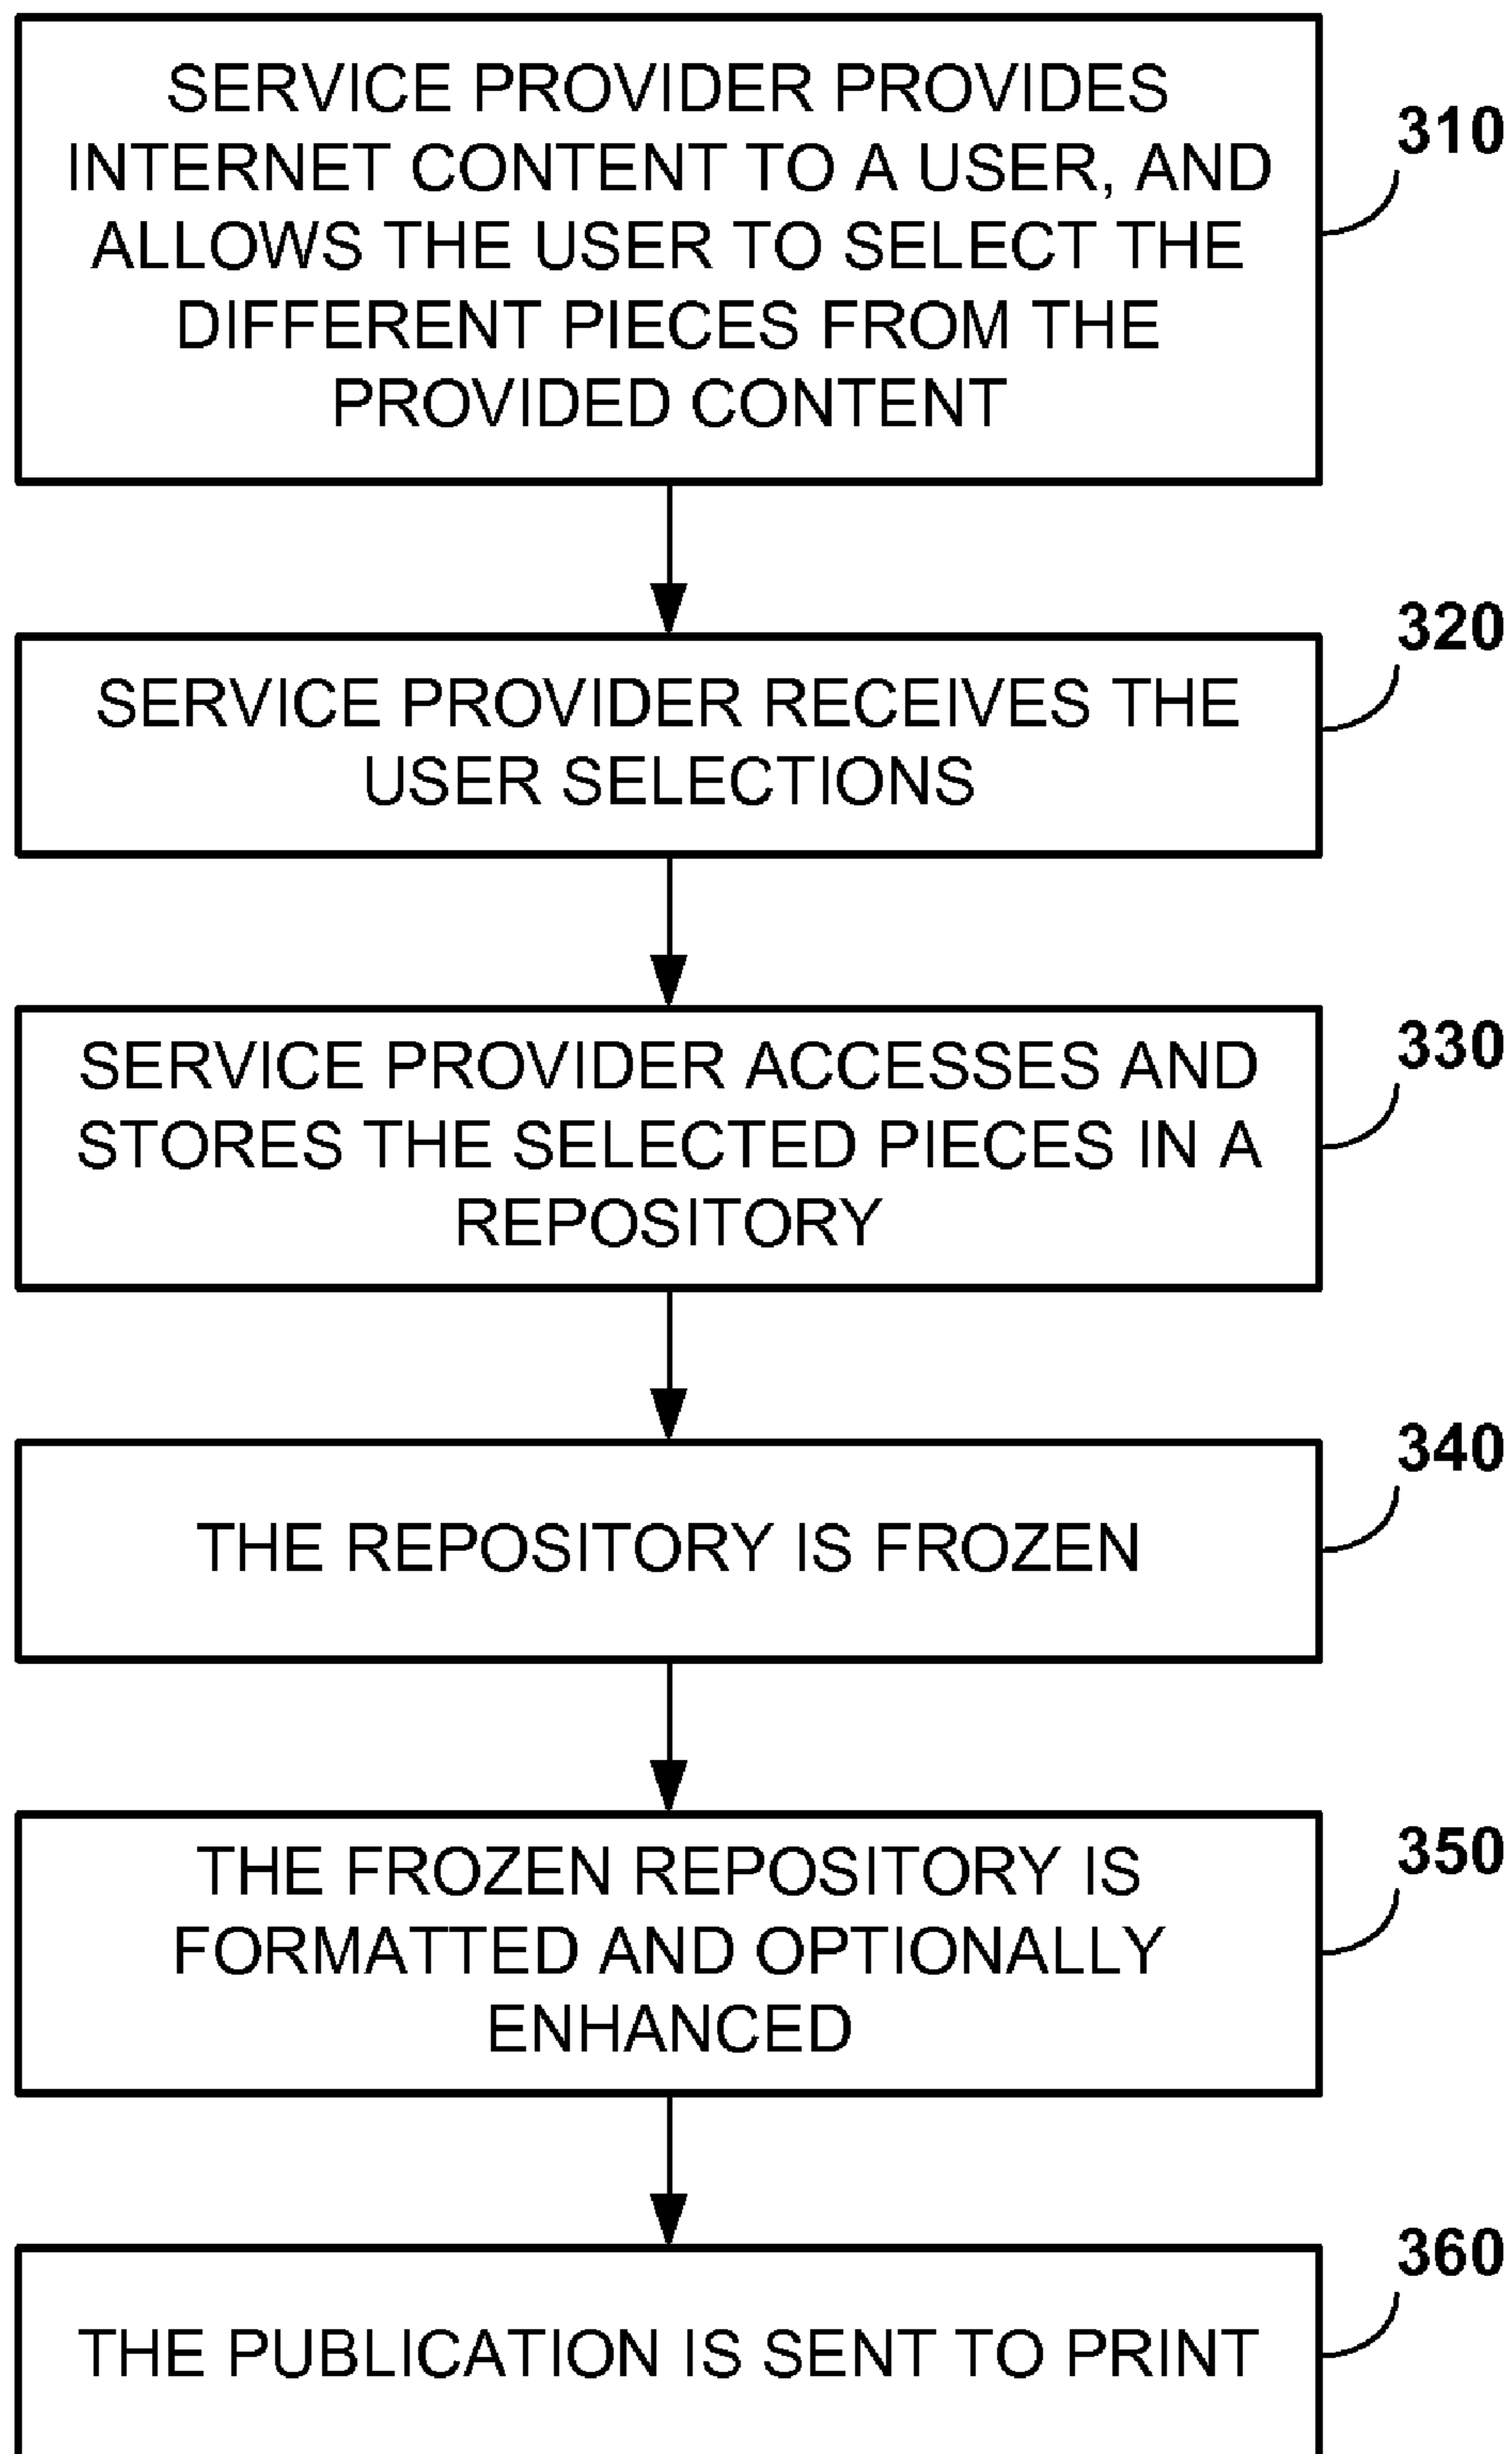 SERVICE PROVIDER PROVIDES
INTERNET CONTENT TO A USER, AND
ALLOWS THE USER TO SELECT THE
DIFFERENT PIECES FROM THE
PROVIDED CONTENT
310
SERVICE PROVIDER RECEIVES THE
USER SELECTIONS
320
SERVICE PROVIDER ACCESSES AND
STORES THE SELECTED PIECES IN A
REPOSITORY
330
THE REPOSITORY IS FROZEN
340
THE FROZEN REPOSITORY IS
FORMATTED AND OPTIONALLY
ENHANCED
350
THE PUBLICATION IS SENT TO PRINT
360